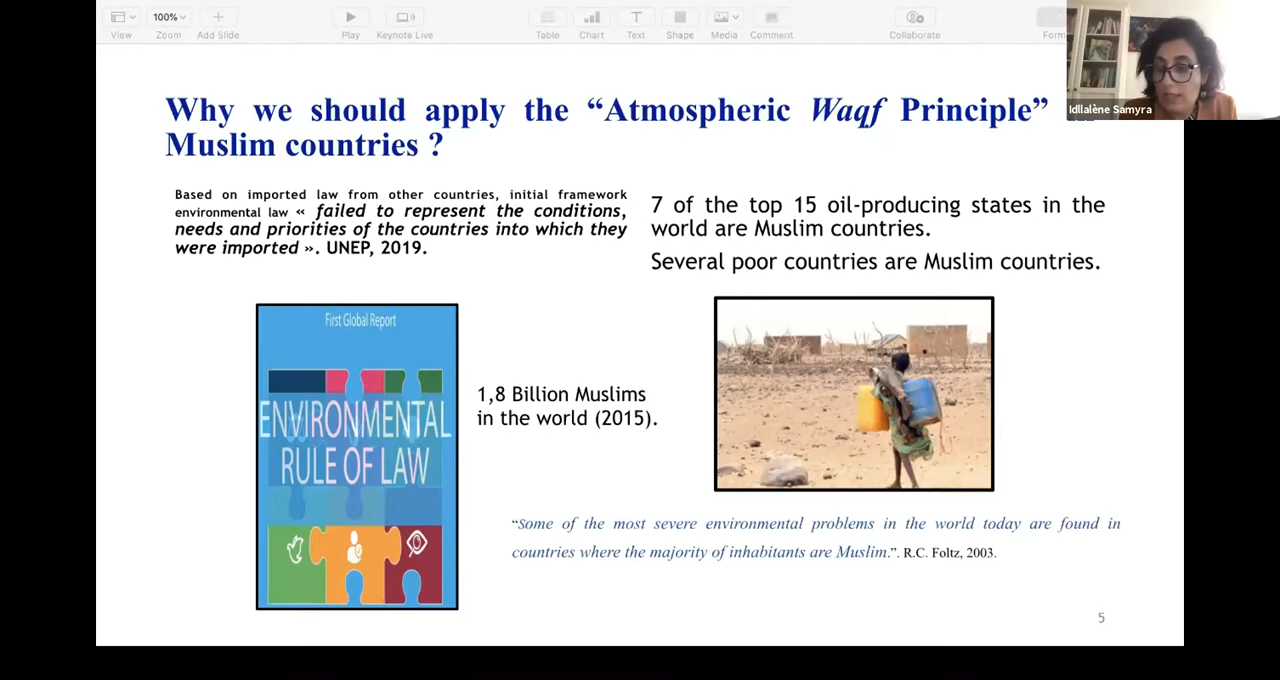 100%
View Zoom Add Slide Play Keynote Live Table Chart Text Shape Media Comment Collaborate
Idllalène Samyra
Why we should apply the “Atmospheric Waqf Principle”
Muslim countries ?
Based on imported law from other countries, initial framework
environmental law « failed to represent the conditions,
needs and priorities of the countries into which they
were imported ». UNEP, 2019.
7 of the top 15 oil-producing states in the
world are Muslim countries.
Several poor countries are Muslim countries.
First Global Report
ENVIRONMENTAL
RULE OF LAW
1,8 Billion Muslims
in the world (2015).
“Some of the most severe environmental problems in the world today are found in
countries where the majority of inhabitants are Muslim.”. R.C. Foltz, 2003.
5